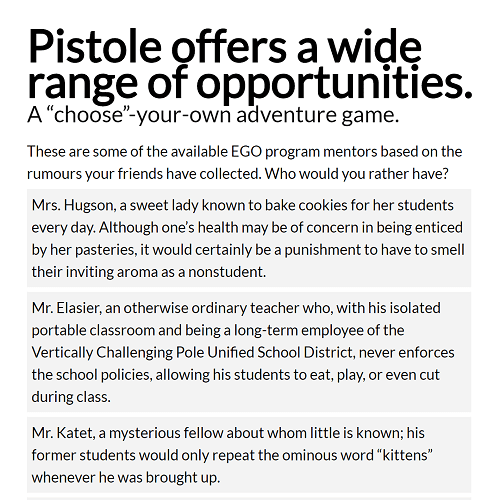 Pistole offers a wide
range of opportunities.
A “choose”-your-own adventure game.
These are some of the available EGO program mentors based on the
rumours your friends have collected. Who would you rather have?
Mrs. Hugson, a sweet lady known to bake cookies for her students
every day. Although one’s health may be of concern in being enticed
by her pasteries, it would certainly be a punishment to have to smell
their inviting aroma as a nonstudent.
Mr. Elasier, an otherwise ordinary teacher who, with his isolated
portable classroom and being a long-term employee of the
Vertically Challenging Pole Unified School District, never enforces
the school policies, allowing his students to eat, play, or even cut
during class.
Mr. Katet, a mysterious fellow about whom little is known; his
former students would only repeat the ominous word “kittens”
whenever he was brought up.